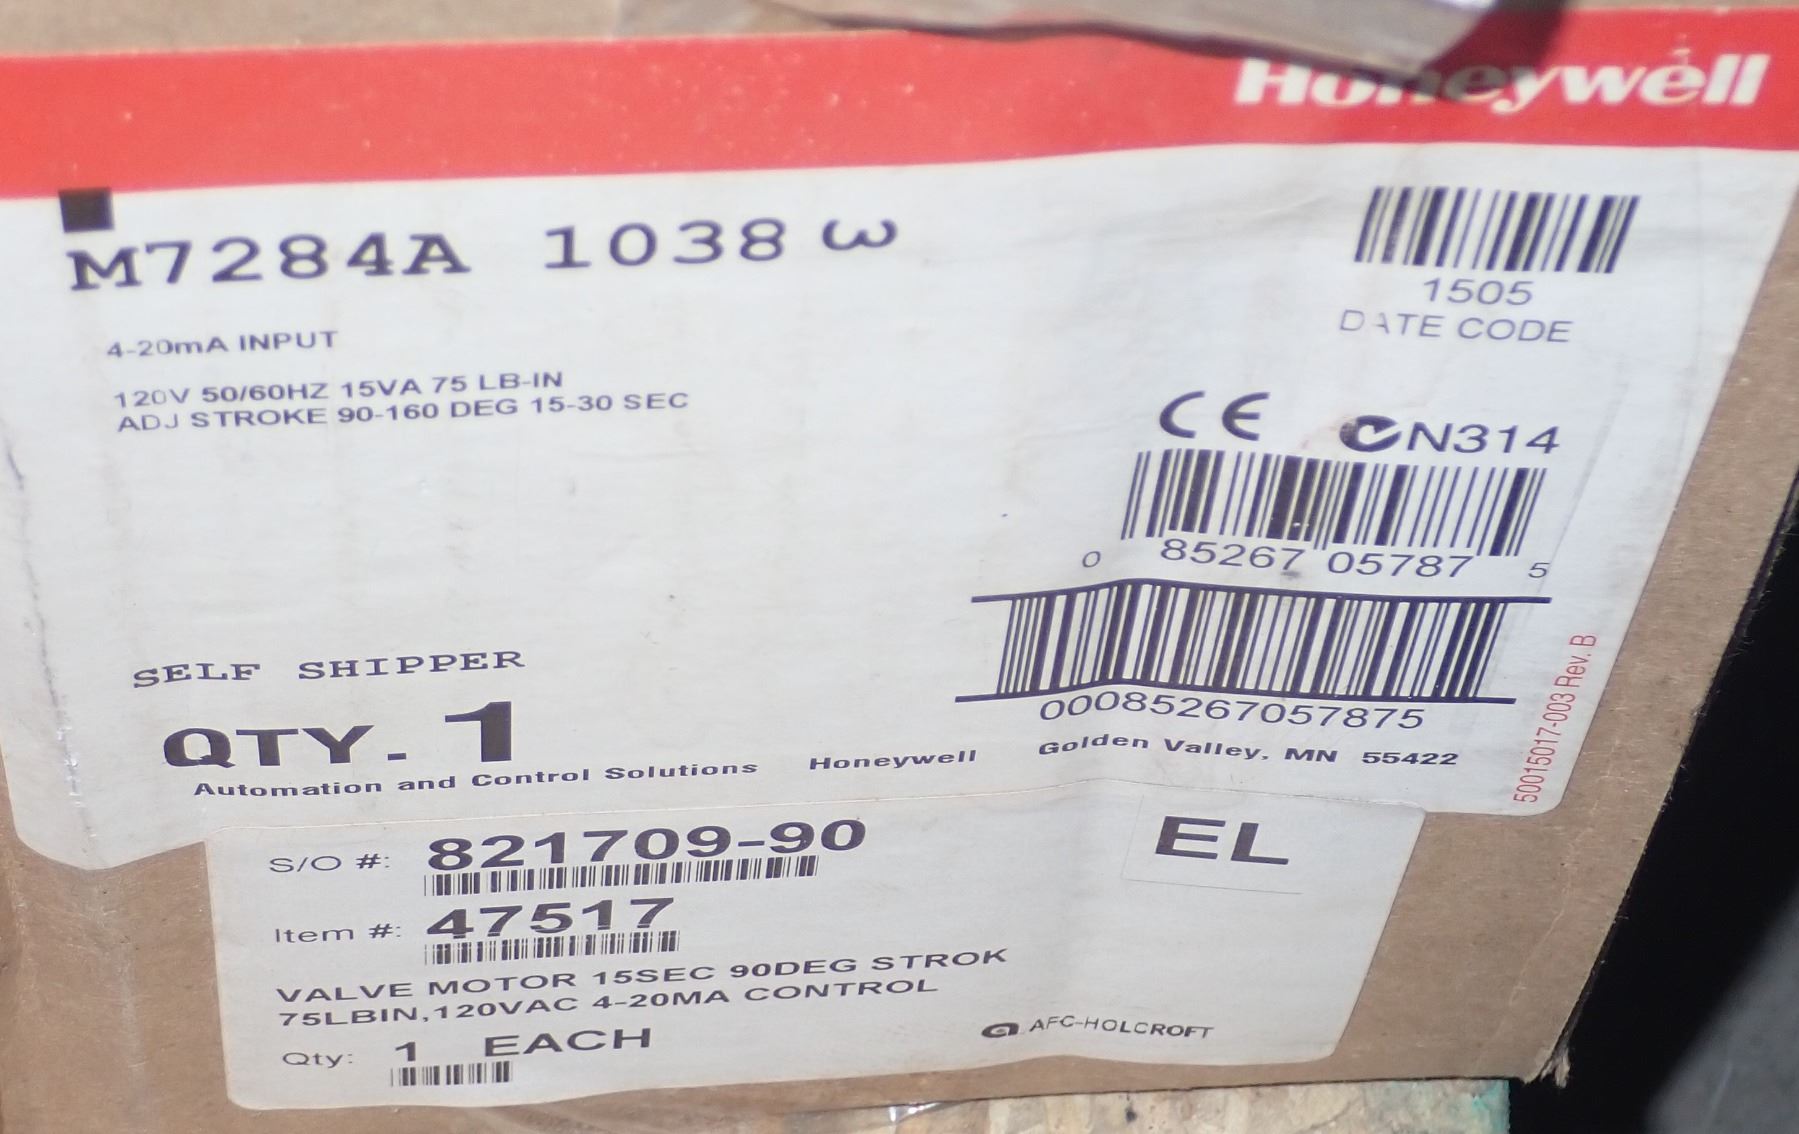 Honeywell
M7284A 1038 3
4-20mA INPUT
120V 50/60HZ 15VA 75 LB-IN
ADJ STROKE 90-160 DEG 15-30 SEC
1505
DATE CODE
CE N314
0 85267 05787 5
00085267057875
SELF SHIPPER
QTY. 1
Automation and Control Solutions Honeywell Golden Valley, MN 55422
50015017-003 Rev. B
S/O #: 821709-90
EL
Item #: 47517
VALVE MOTOR 15SEC 90DEG STROK
75LBIN,120VAC 4-20MA CONTROL
Qty: 1 EACH
AFC-HOLCROFT